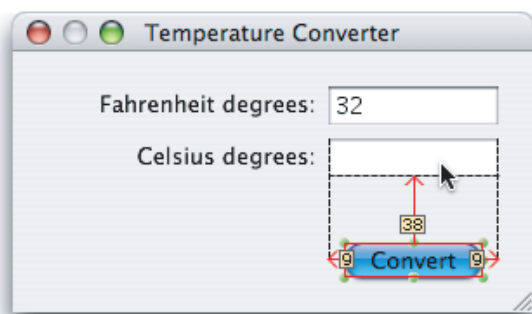 Temperature Converter
Fahrenheit degrees: 32
Celsius degrees:
38
9 Convert 9